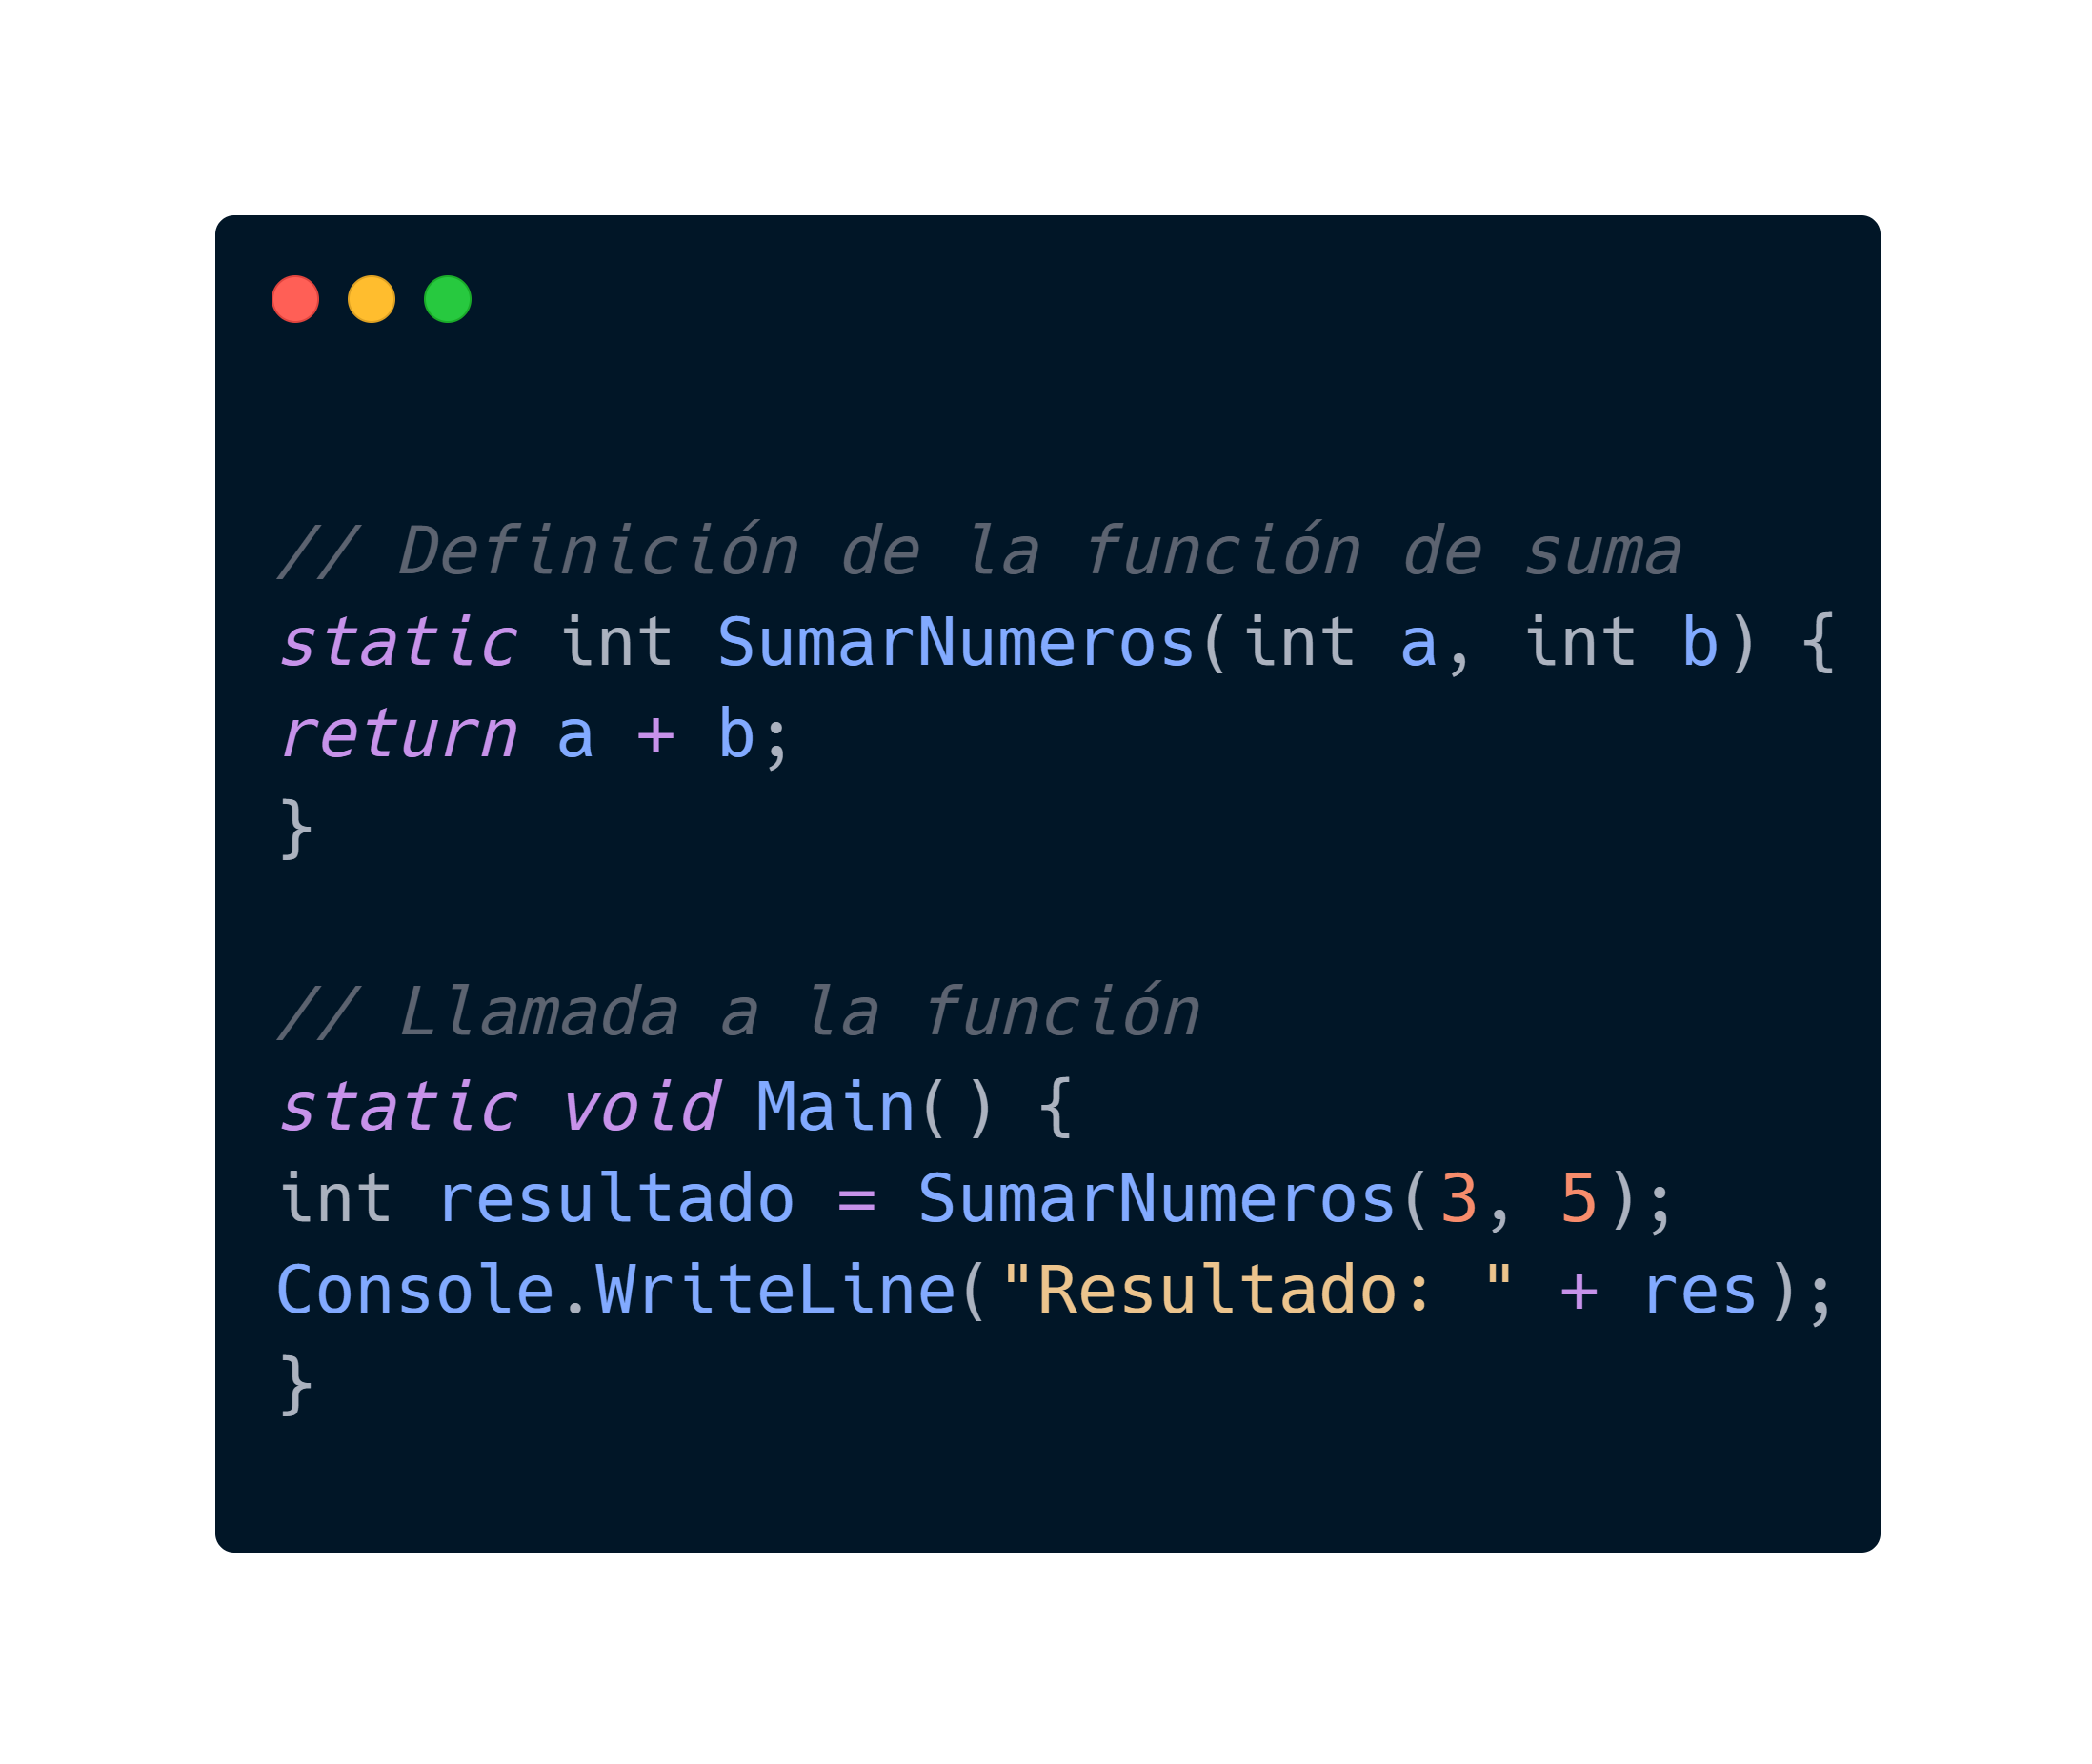 // Definición de la función de suma
static int SumarNumeros(int a, int b) {
return a + b;
}
// Llamada a la función
static void Main() {
int resultado = SumarNumeros(3, 5);
Console.WriteLine("Resultado: " + res);
}